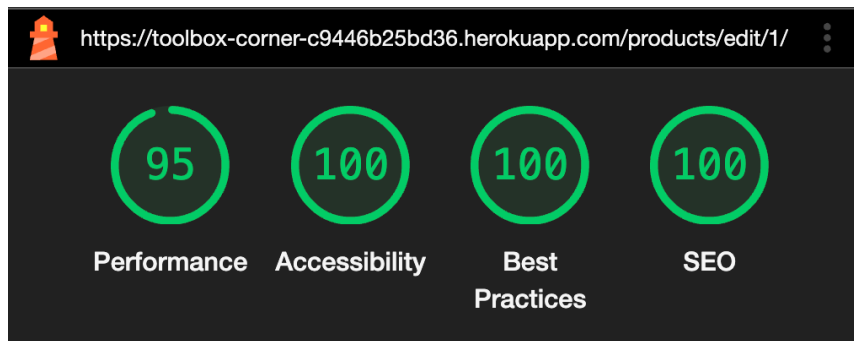 https://toolbox-corner-c9446b25bd36.herokuapp.com/products/edit/1/
95
100
100
100
Performance
Accessibility
Best
Practices
SEO